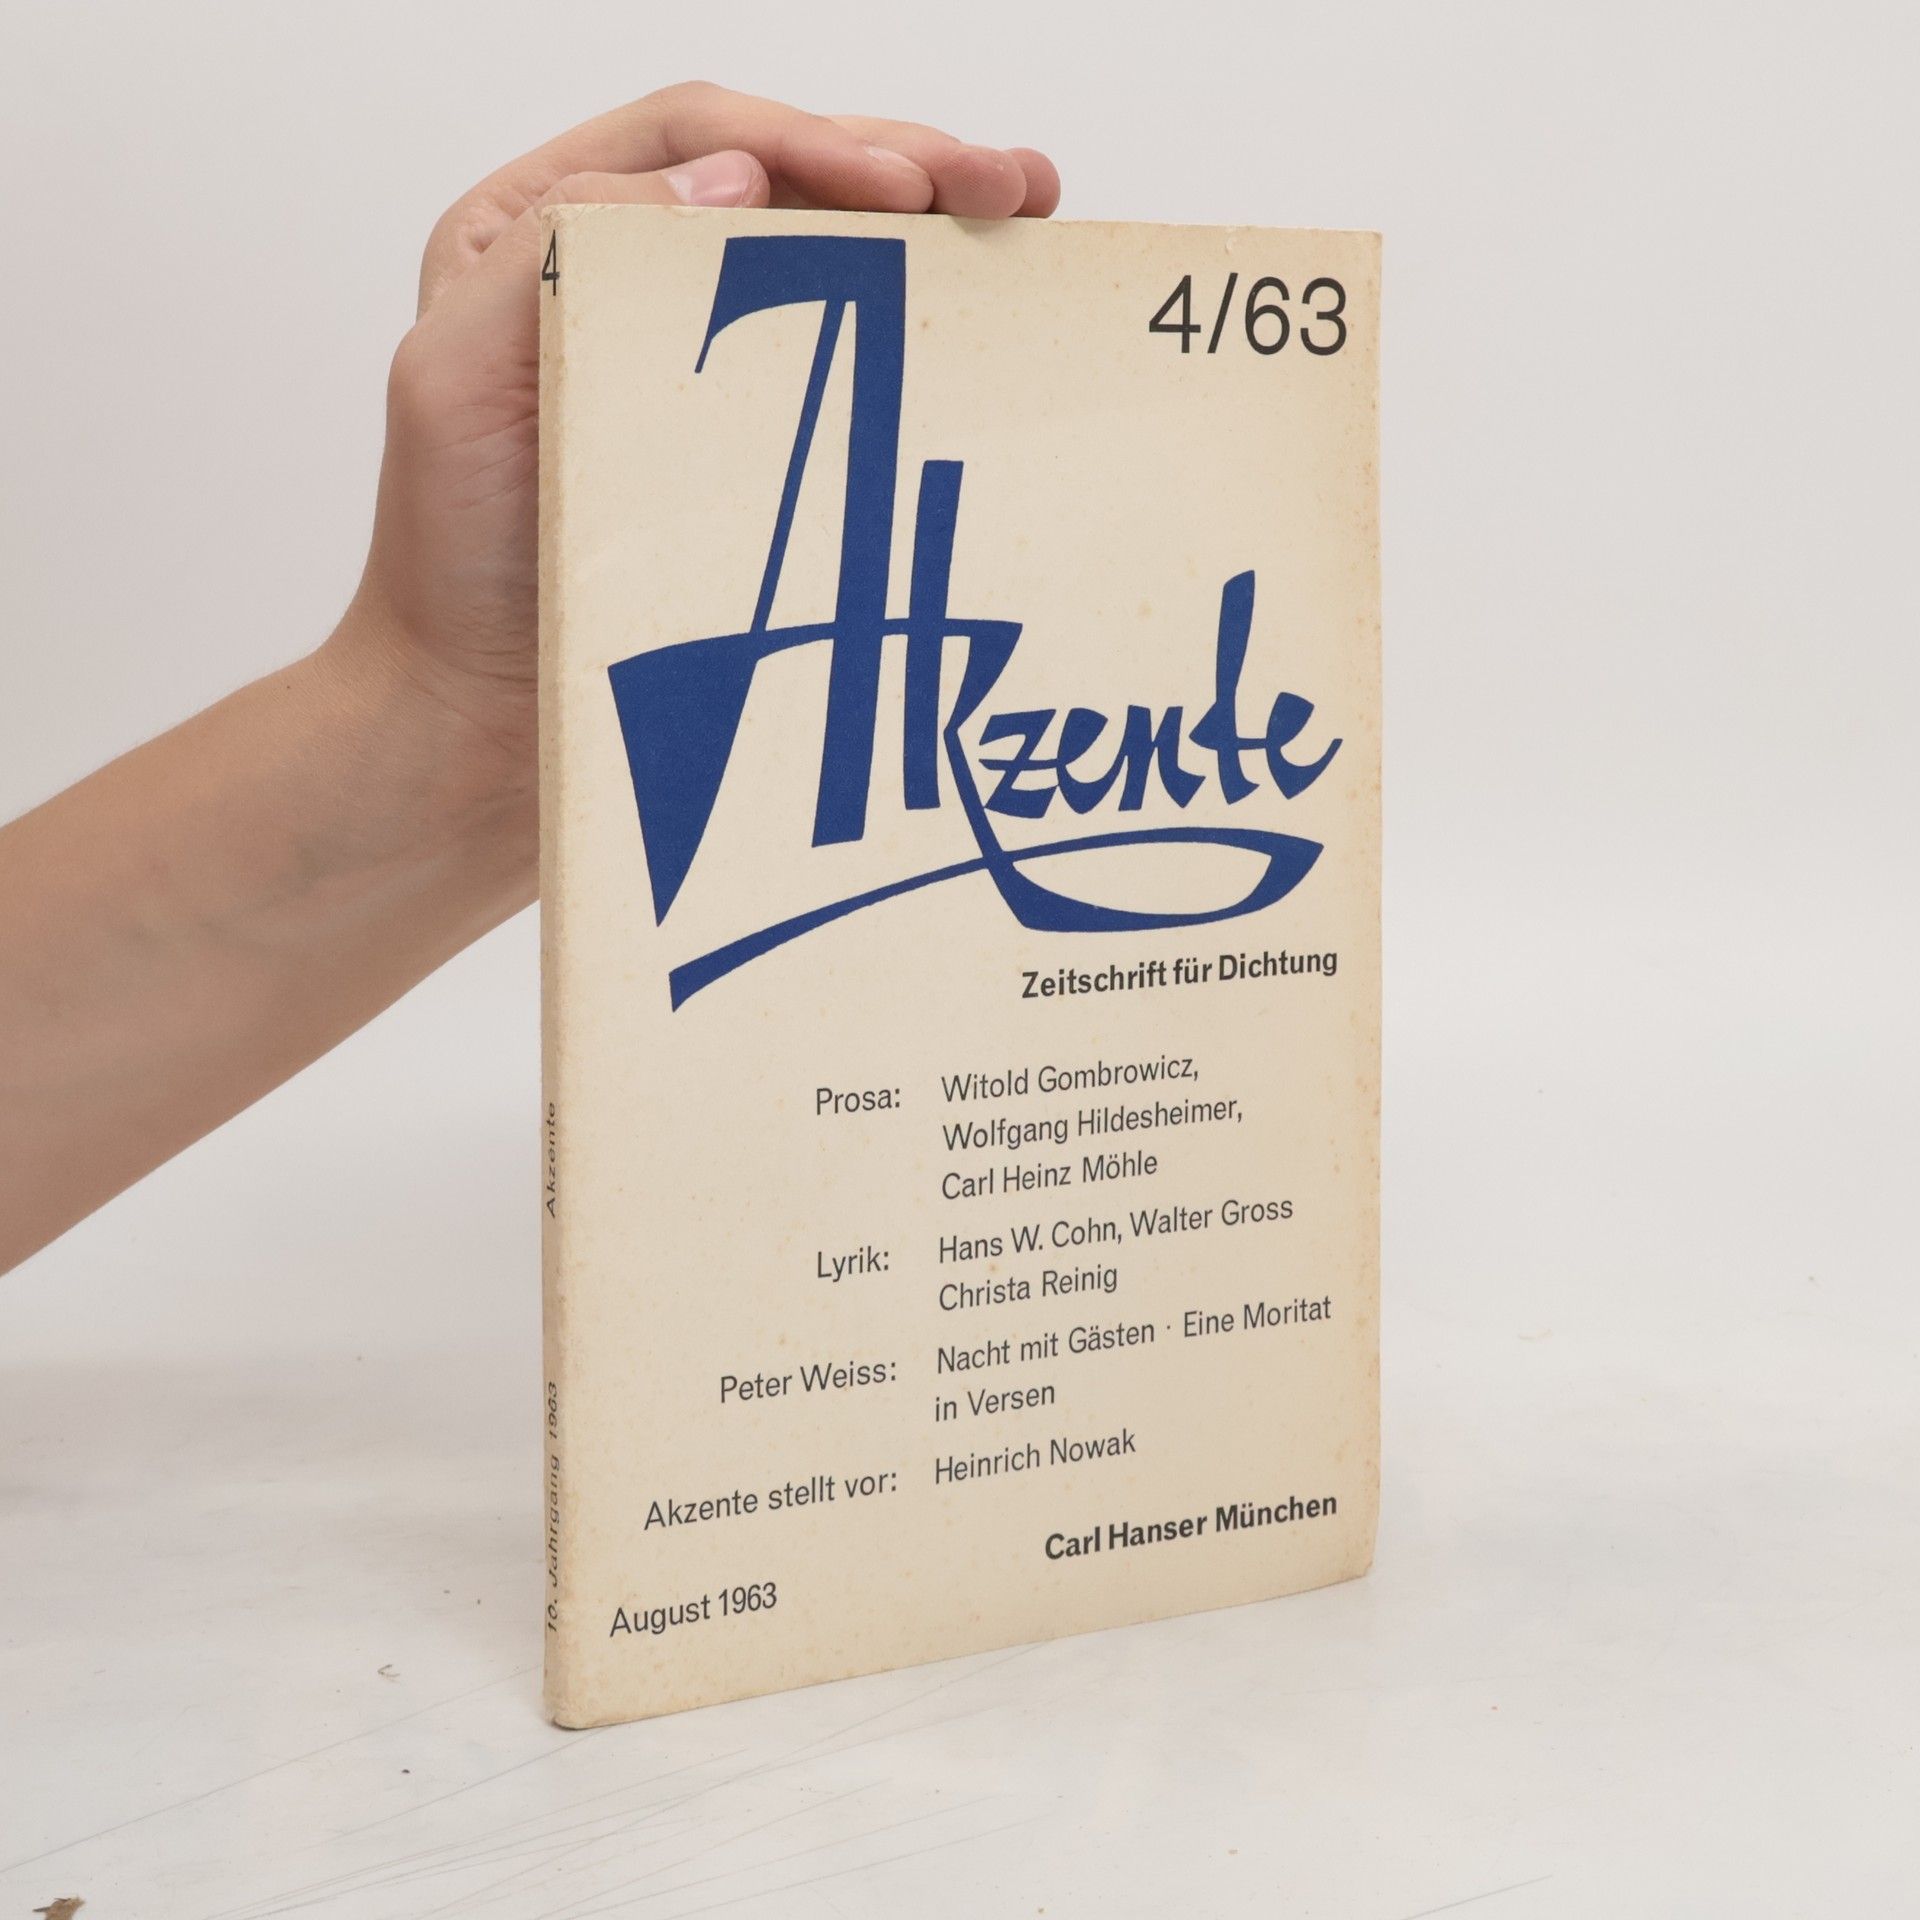 4
4/63
Akzente
Zeitschrift für Dichtung
Prosa: Witold Gombrowicz,
Wolfgang Hildesheimer,
Carl Heinz Möhle
Lyrik: Hans W. Cohn, Walter Gross
Christa Reinig
Peter Weiss: Nacht mit Gästen · Eine Moritat
in Versen
Akzente stellt vor: Heinrich Nowak
Carl Hanser München
August 1963
10. Jahrgang 1963 Akzente